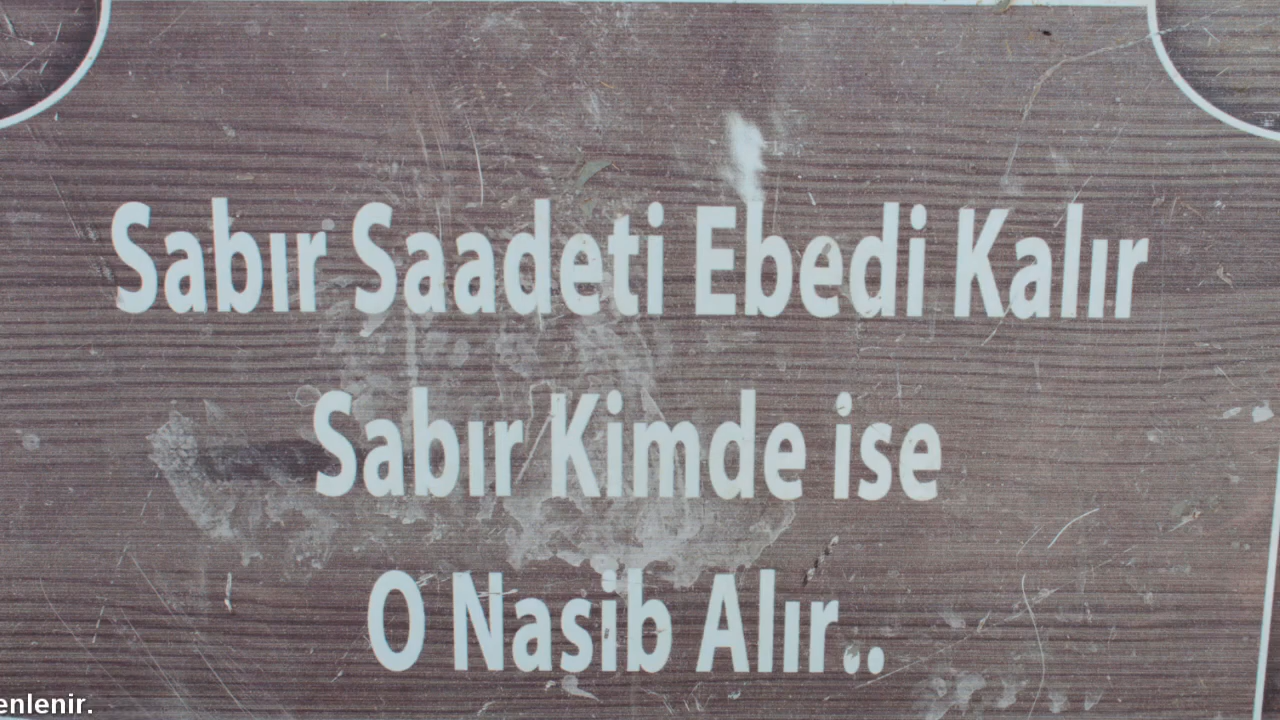 Sabır Saadeti Ebedi Kalır
Sabır Kimde ise
O Nasib Alır..
enlenir.